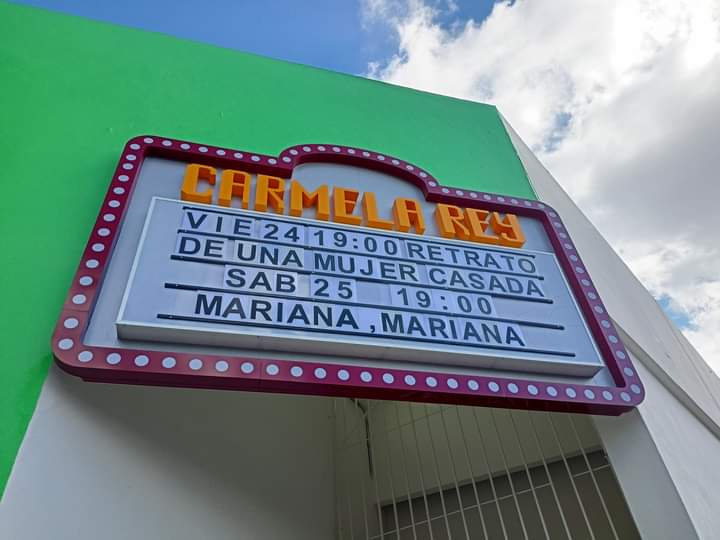 CARMELA REY
VIE 24 19:00 RETRATO
DE UNA MUJER CASADA
SAB 25 19:00
MARIANA , MARIANA